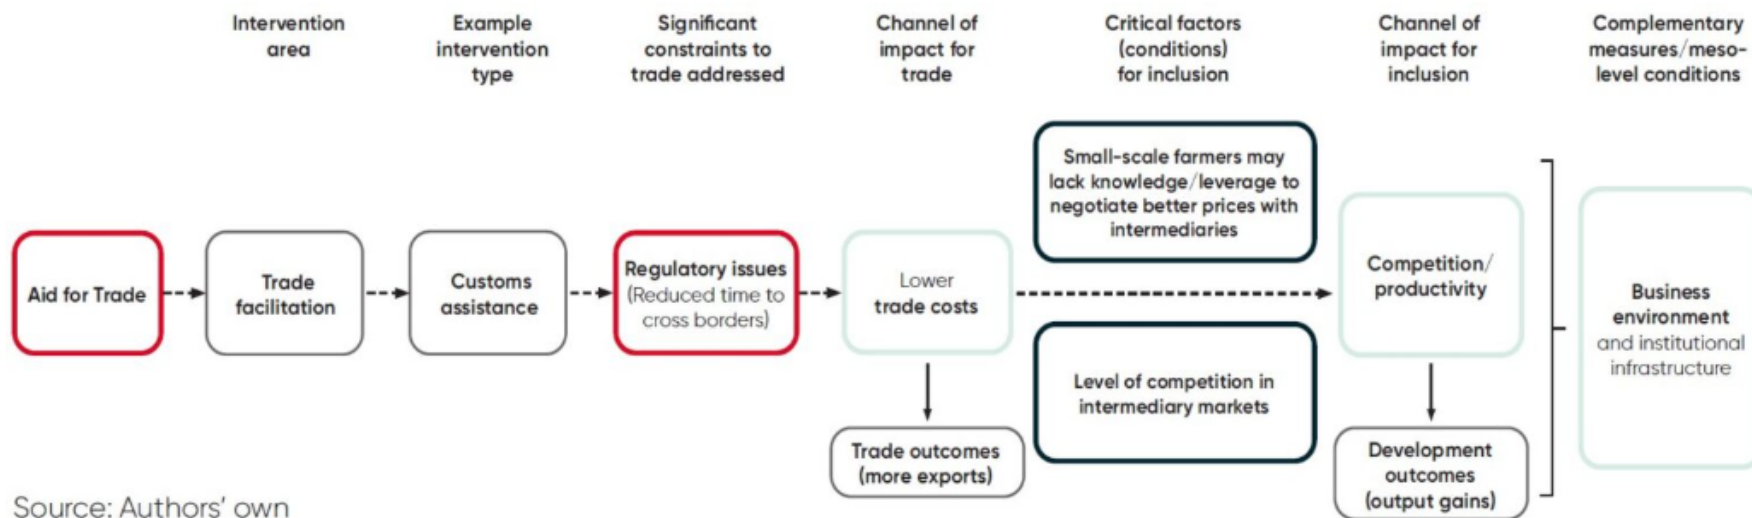 Intervention
area
Example
intervention
type
Significant
constraints to
trade addressed
Channel of
impact for
trade
Critical factors
(conditions)
for inclusion
Channel of
impact for
inclusion
Complementary
measures/meso-
level conditions
Aid for Trade
Trade
facilitation
Customs
assistance
Regulatory issues
(Reduced time to
cross borders)
Lower
trade costs
Trade outcomes
(more exports)
Small-scale farmers may
lack knowledge/leverage to
negotiate better prices with
intermediaries
Level of competition in
intermediary markets
Competition/
productivity
Development
outcomes
(output gains)
Business
environment
and institutional
infrastructure
Source: Authors' own